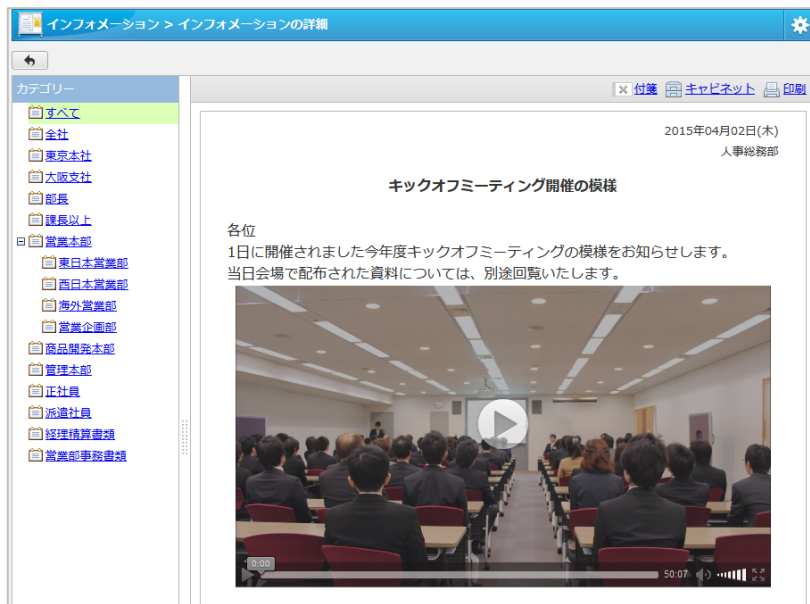 インフォメーション > インフォメーションの詳細
カテゴリー
付箋 キャビネット 印刷
すべて
全社
東京本社
大阪支社
部長
課長以上
営業本部
東日本営業部
西日本営業部
海外営業部
営業企画部
商品開発本部
管理本部
正社員
派遣社員
経理精算書類
営業部事務書類
2015年04月02日(木)
人事総務部
キックオフミーティング開催の模様
各位
1日に開催されました今年度キックオフミーティングの模様をお知らせします。
当日会場で配布された資料については、別途回覧いたします。
0:00
50:07